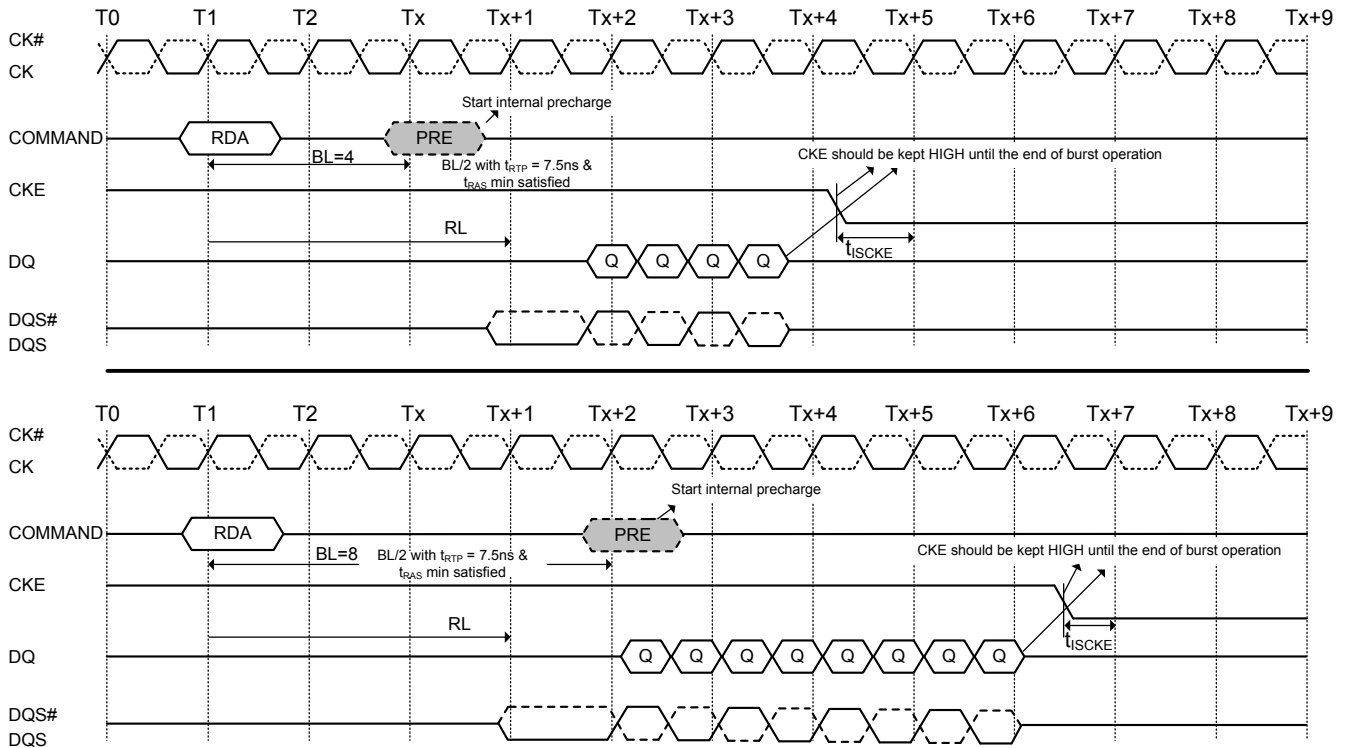 T0 T1 T2 Tx Tx+1 Tx+2 Tx+3 Tx+4 Tx+5 Tx+6 Tx+7 Tx+8 Tx+9
CK#
CK
Start internal precharge
COMMAND RDA PRE
BL=4
BL/2 with tRTP = 7.5ns &
tRAS min satisfied
CKE should be kept HIGH until the end of burst operation
CKE
RL
tISCKE
DQ Q Q Q Q
DQS#
DQS
T0 T1 T2 Tx Tx+1 Tx+2 Tx+3 Tx+4 Tx+5 Tx+6 Tx+7 Tx+8 Tx+9
CK#
CK
Start internal precharge
COMMAND RDA PRE
BL=8
BL/2 with tRTP = 7.5ns &
tRAS min satisfied
CKE should be kept HIGH until the end of burst operation
CKE
RL
tISCKE
DQ Q Q Q Q Q Q Q Q
DQS#
DQS